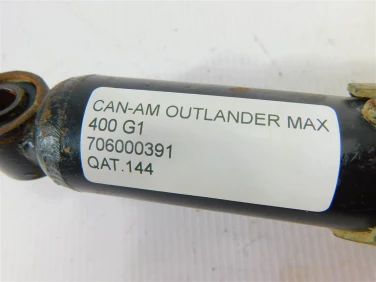 CAN-AM OUTLANDER MAX
400 G1
706000391
QAT.144